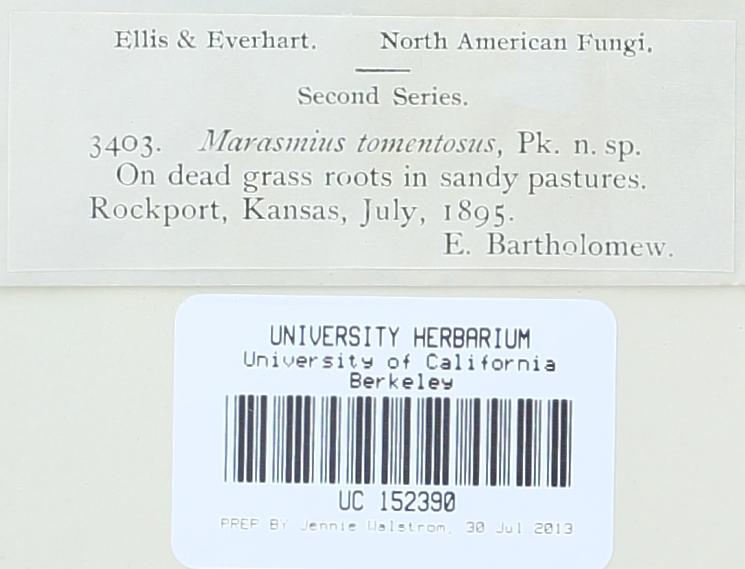 Ellis & Everhart. North American Fungi.
Second Series.
3403. Marasmius tomentosus, Pk. n. sp.
On dead grass roots in sandy pastures.
Rockport, Kansas, July, 1895.
E. Bartholomew.
UNIVERSITY HERBARIUM
University of California
Berkeley
UC 152390
PREP BY Jennie Walstrom, 30 Jul 2013